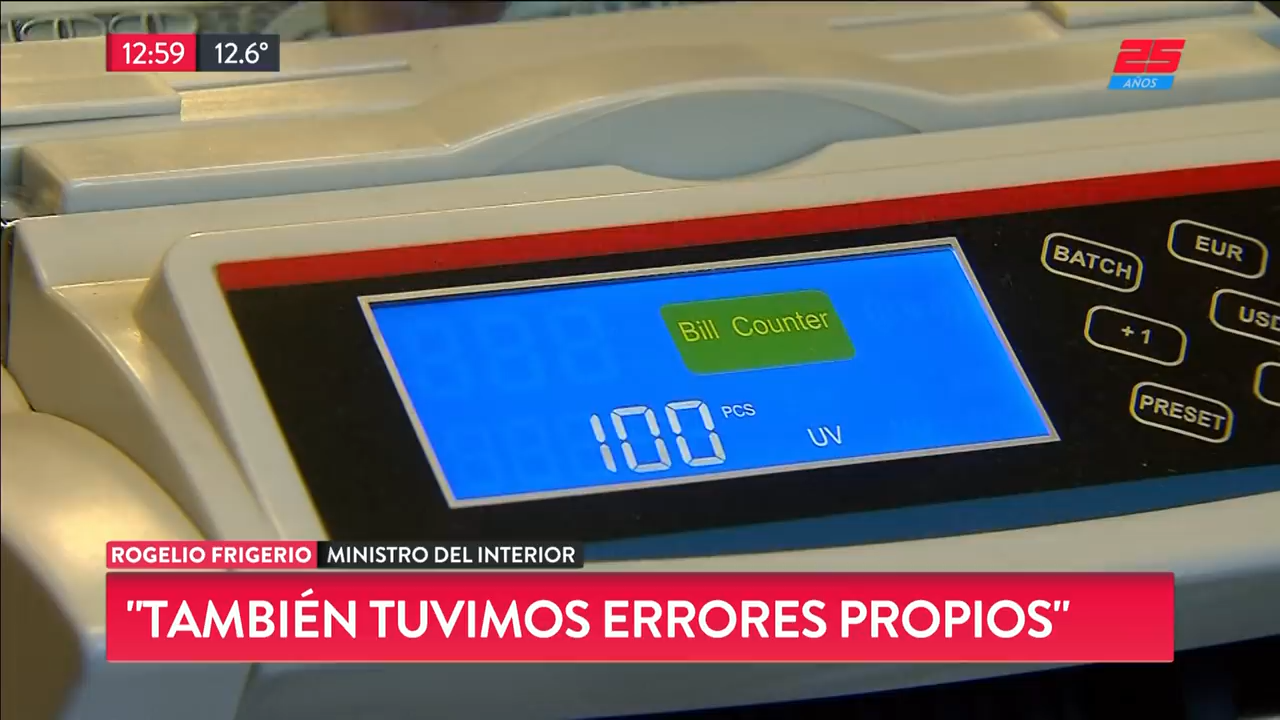 12:59 12.6°
25
AÑOS
BATCH
EUR
+1
PRESET
Bill Counter
100 PCS
UV
ROGELIO FRIGERIO MINISTRO DEL INTERIOR
"TAMBIÉN TUVIMOS ERRORES PROPIOS"